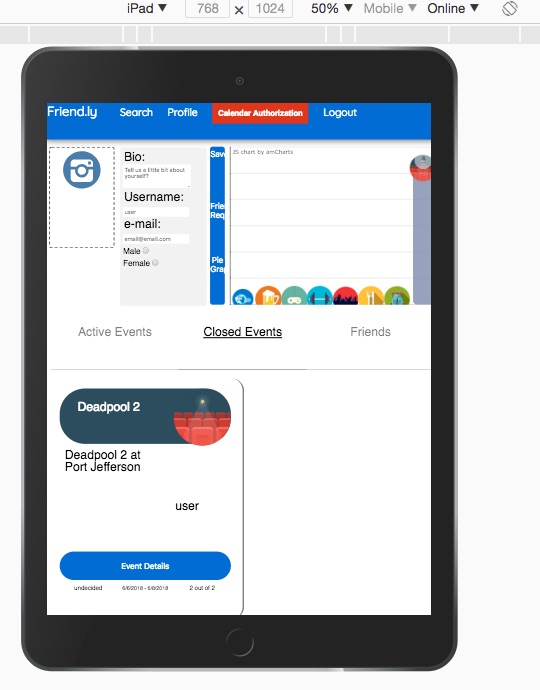 iPad ▼ 768 × 1024 50% ▼ Mobile ▼ Online ▼
Friend.ly Search Profile Calendar Authorization Logout
Bio:
Tell us a little bit about
yourself?
Username:
user
e-mail:
email@email.com
Male
Female
Save
Frie
Req
Pie
Gra
JS chart by amCharts
Active Events Closed Events Friends
Deadpool 2
Deadpool 2 at
Port Jefferson
user
Event Details
undecided 6/6/2018 - 6/8/2018 2 out of 2